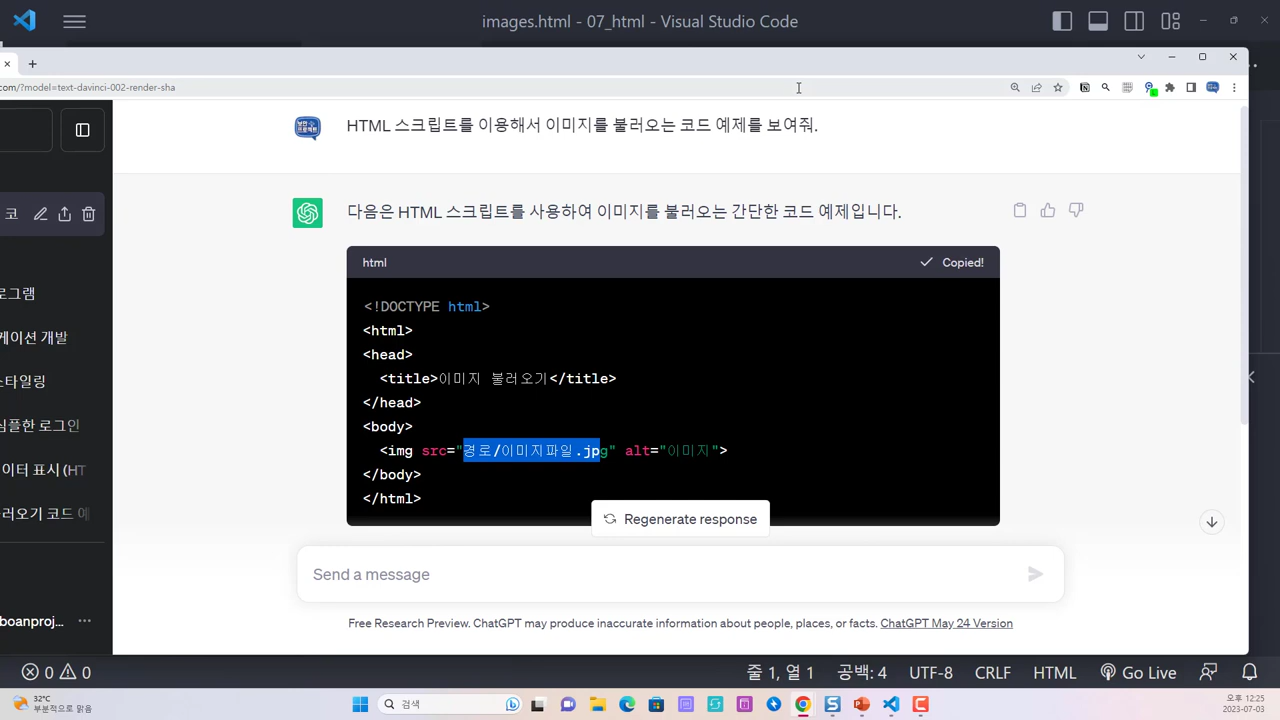 images.html - 07_html - Visual Studio Code
com/?model=text-davinci-002-render-sha
HTML 스크립트를 이용해서 이미지를 불러오는 코드 예제를 보여줘.
코
다음은 HTML 스크립트를 사용하여 이미지를 불러오는 간단한 코드 예제입니다.
html
Copied!
<!DOCTYPE html>
<html>
<head>
<title>이미지 불러오기</title>
</head>
<body>
<img src="경로/이미지파일.jpg" alt="이미지">
</body>
</html>
로그램
케이션 개발
스타일링
심플한 로그인
이터 표시 (HT
러오기 코드 예
Regenerate response
Send a message
boanproj...
Free Research Preview. ChatGPT may produce inaccurate information about people, places, or facts. ChatGPT May 24 Version
0 0
줄 1, 열 1 공백: 4 UTF-8 CRLF HTML Go Live
32°C
부분적으로 맑음
검색
오후 12:25
2023-07-03